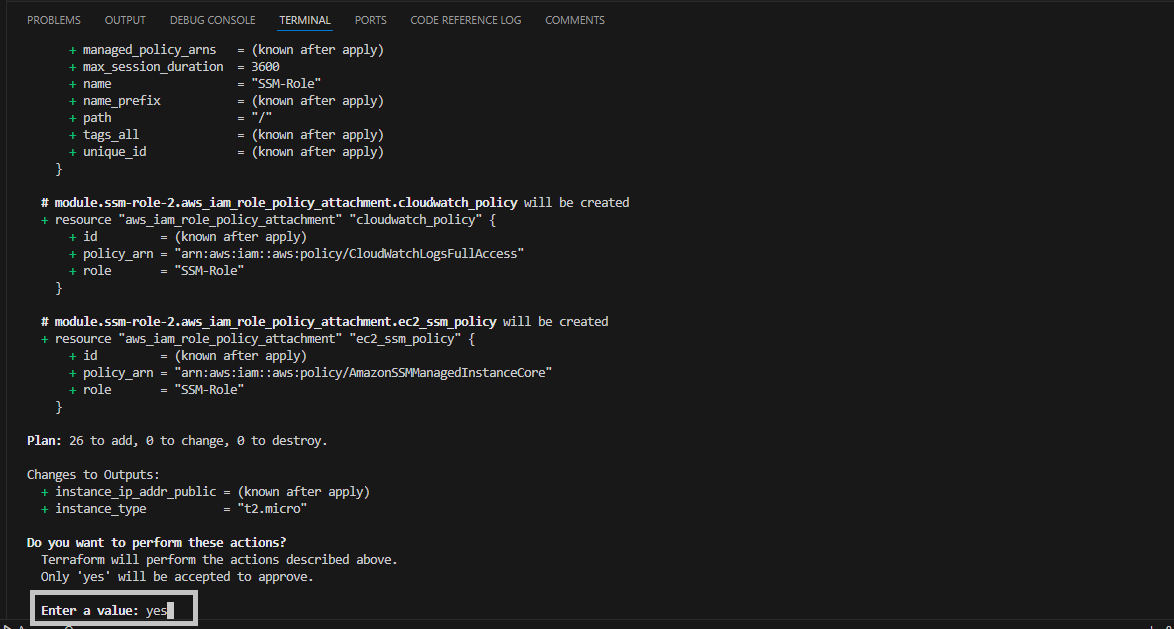 PROBLEMS OUTPUT DEBUG CONSOLE TERMINAL PORTS CODE REFERENCE LOG COMMENTS
+ managed_policy_arns = (known after apply)
+ max_session_duration = 3600
+ name = "SSM-Role"
+ name_prefix = (known after apply)
+ path = "/"
+ tags_all = (known after apply)
+ unique_id = (known after apply)
}
# module.ssm-role-2.aws_iam_role_policy_attachment.cloudwatch_policy will be created
+ resource "aws_iam_role_policy_attachment" "cloudwatch_policy" {
+ id = (known after apply)
+ policy_arn = "arn:aws:iam::aws:policy/CloudWatchLogsFullAccess"
+ role = "SSM-Role"
}
# module.ssm-role-2.aws_iam_role_policy_attachment.ec2_ssm_policy will be created
+ resource "aws_iam_role_policy_attachment" "ec2_ssm_policy" {
+ id = (known after apply)
+ policy_arn = "arn:aws:iam::aws:policy/AmazonSSMManagedInstanceCore"
+ role = "SSM-Role"
}
Plan: 26 to add, 0 to change, 0 to destroy.
Changes to Outputs:
+ instance_ip_addr_public = (known after apply)
+ instance_type = "t2.micro"
Do you want to perform these actions?
Terraform will perform the actions described above.
Only 'yes' will be accepted to approve.
Enter a value: yes